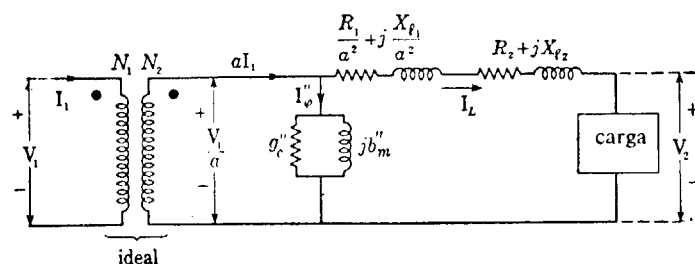 R₁/a² + j Xℓ₁/a²
R₂ + jXℓ₂
N₁ N₂
aI₁
I₁
I″φ
I_L
+ V₁ −
+ V₁/a −
g″c
jb″m
carga
+ V₂ −
ideal